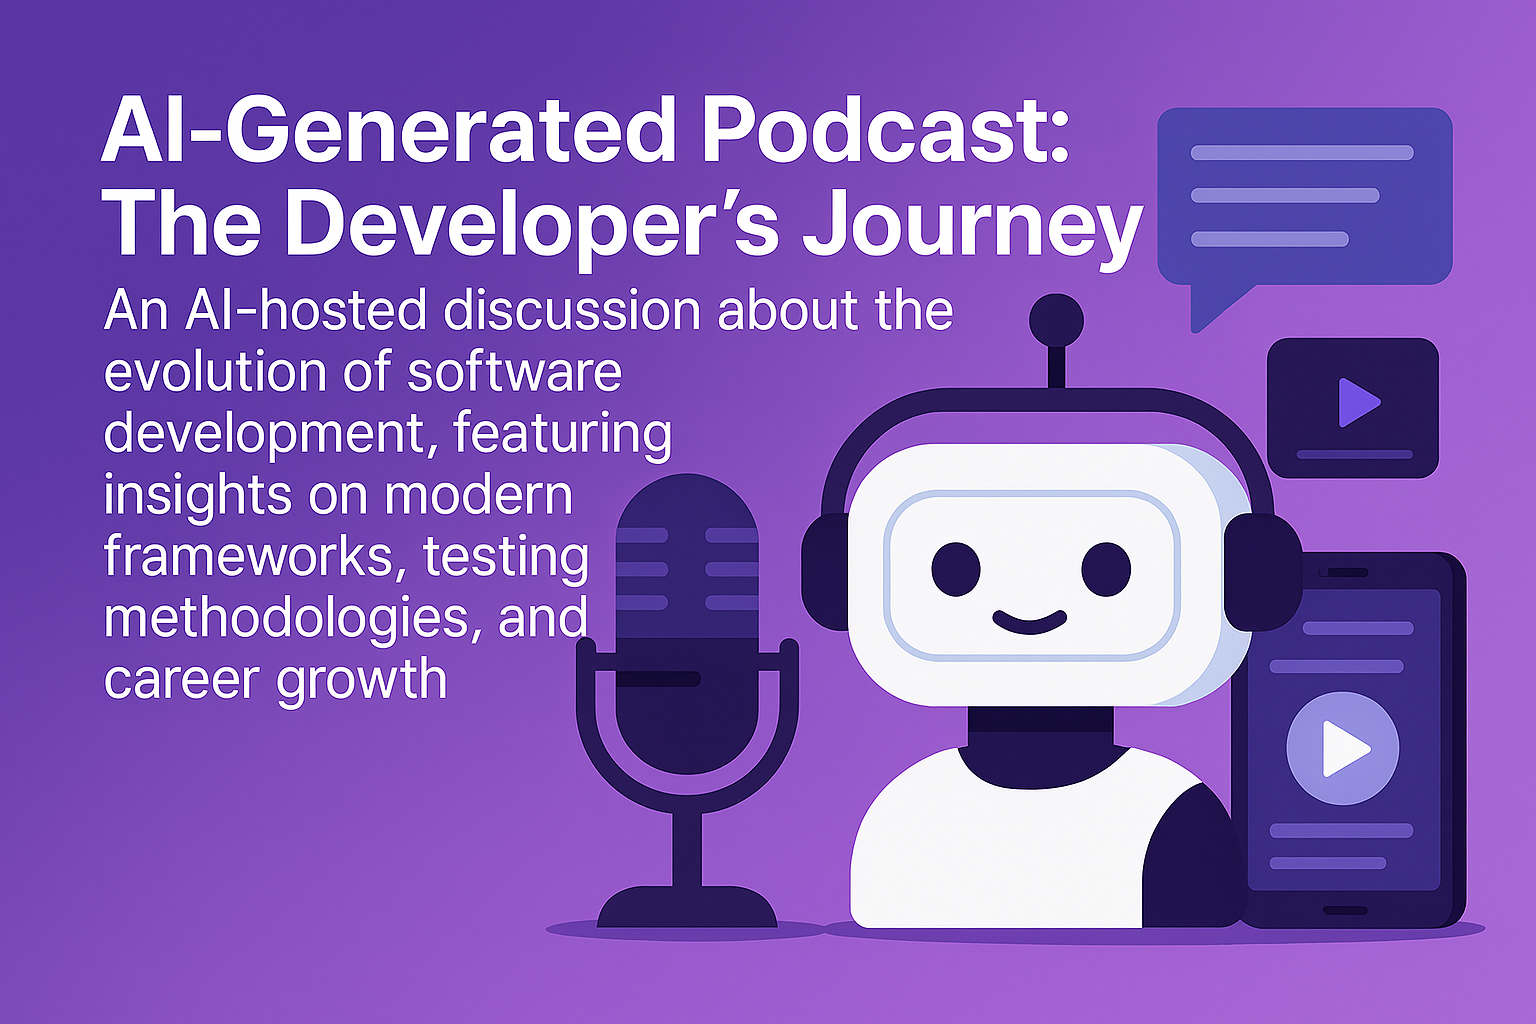 AI-Generated Podcast:
The Developer’s Journey
An AI-hosted discussion about the
evolution of software
development, featuring
insights on modern
frameworks, testing
methodologies, and
career growth